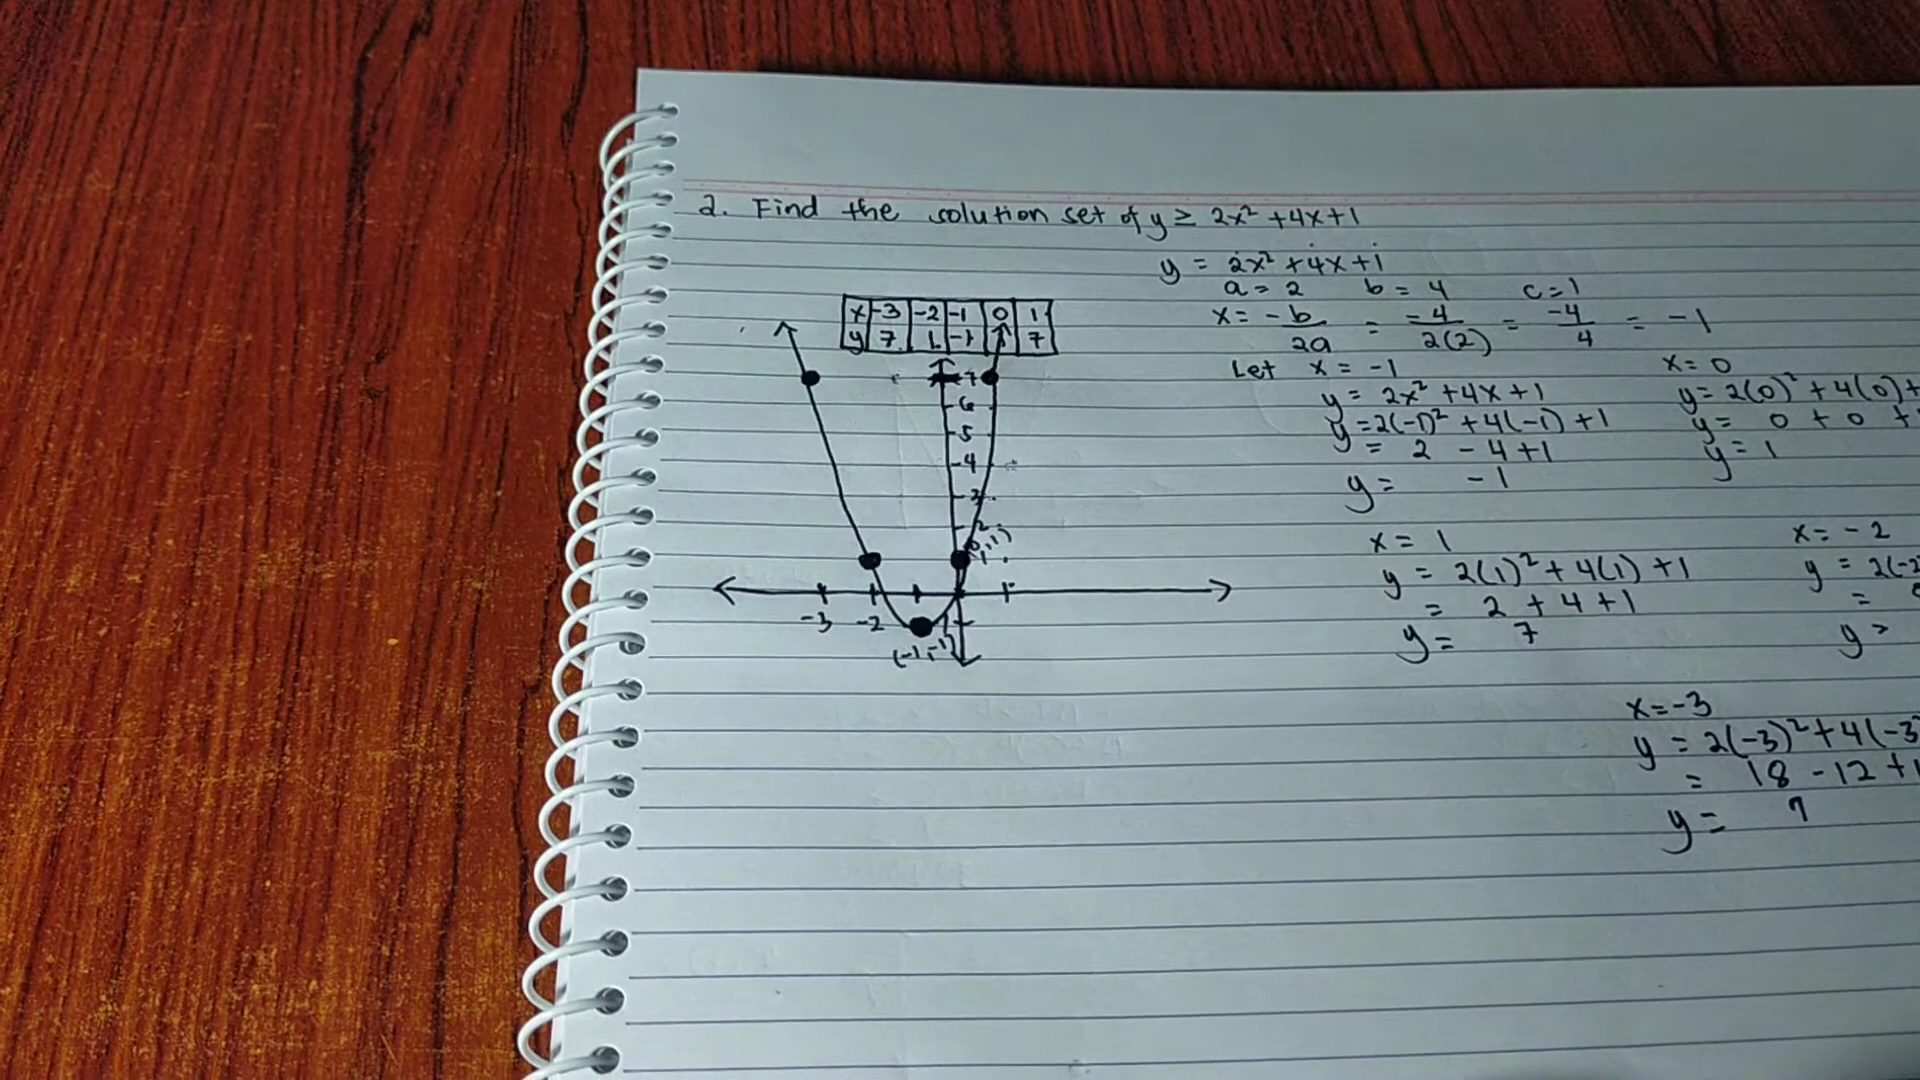 2. Find the solution set of y ≥ 2x² + 4x + 1
y = 2x² + 4x + 1
a = 2 b = 4 c = 1
x = -b/2a = -4/2(2) = -4/4 = -1
x -3 -2 -1 0 1
y 7 1 -1 1 7
Let x = -1
y = 2x² + 4x + 1
y = 2(-1)² + 4(-1) + 1
y = 2 - 4 + 1
y = -1
x = 0
y = 2(0)² + 4(0) +
y = 0 + 0 +
y = 1
x = 1
y = 2(1)² + 4(1) + 1
= 2 + 4 + 1
y = 7
x = -2
y = 2(-2
=
y =
x = -3
y = 2(-3)² + 4(-3
= 18 - 12 + 1
y = 7
7
6
5
4
3
2
1
-3 -2
(-1, -1)